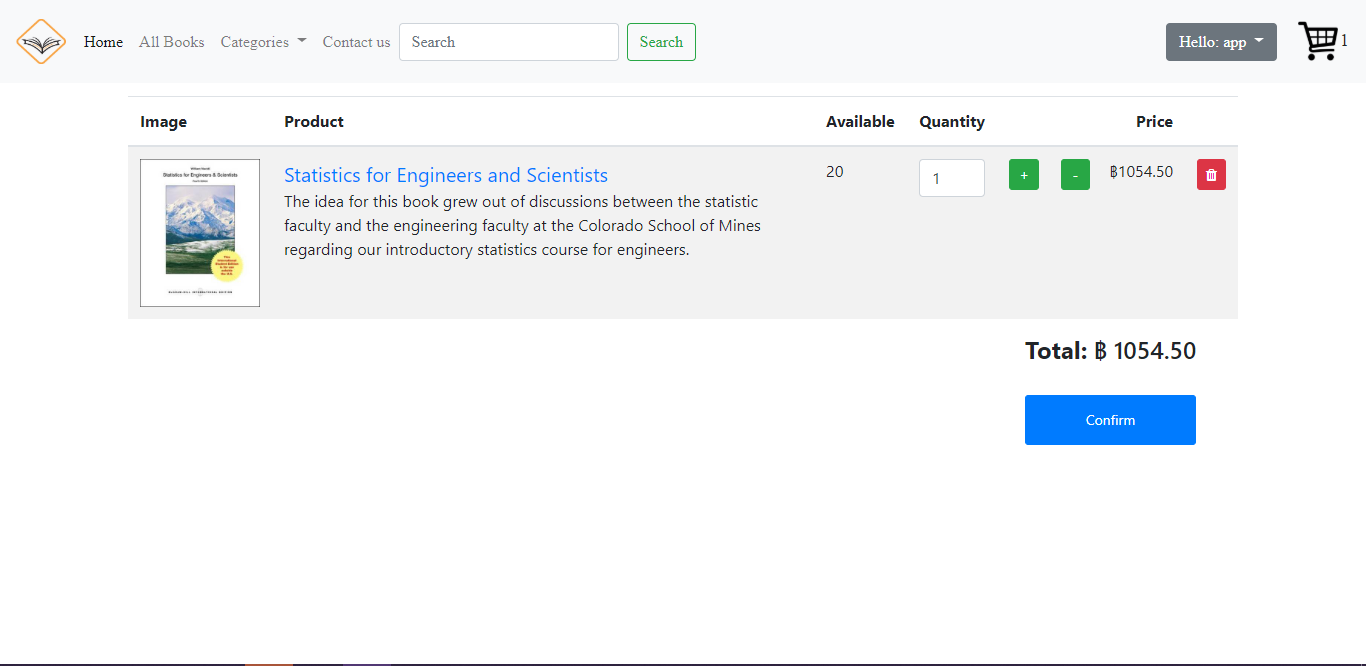 Home All Books Categories Contact us Search Search Hello: app 1
Image Product Available Quantity Price
Statistics for Engineers and Scientists 20 1 + - ฿1054.50
The idea for this book grew out of discussions between the statistic
faculty and the engineering faculty at the Colorado School of Mines
regarding our introductory statistics course for engineers.
William Navidi
Statistics for Engineers & Scientists
Total: ฿ 1054.50
Confirm